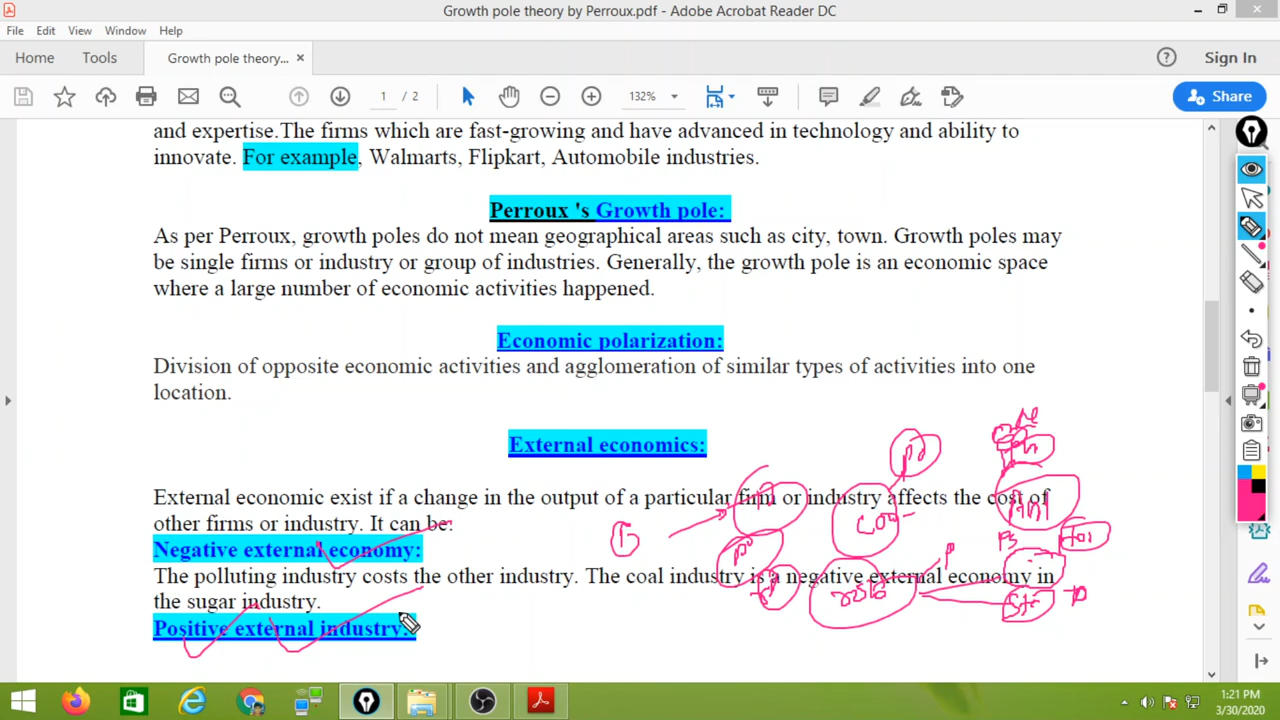 Growth pole theory by Perroux.pdf - Adobe Acrobat Reader DC
File Edit View Window Help
Home Tools Growth pole theory... × Sign In
1 / 2 132% Share
and expertise.The firms which are fast-growing and have advanced in technology and ability to
innovate. For example, Walmarts, Flipkart, Automobile industries.
Perroux 's Growth pole:
As per Perroux, growth poles do not mean geographical areas such as city, town. Growth poles may
be single firms or industry or group of industries. Generally, the growth pole is an economic space
where a large number of economic activities happened.
Economic polarization:
Division of opposite economic activities and agglomeration of similar types of activities into one
location.
External economics:
External economic exist if a change in the output of a particular firm or industry affects the cost of
other firms or industry. It can be:
Negative external economy:
The polluting industry costs the other industry. The coal industry is a negative external economy in
the sugar industry.
Positive external industry:
1:21 PM
3/30/2020